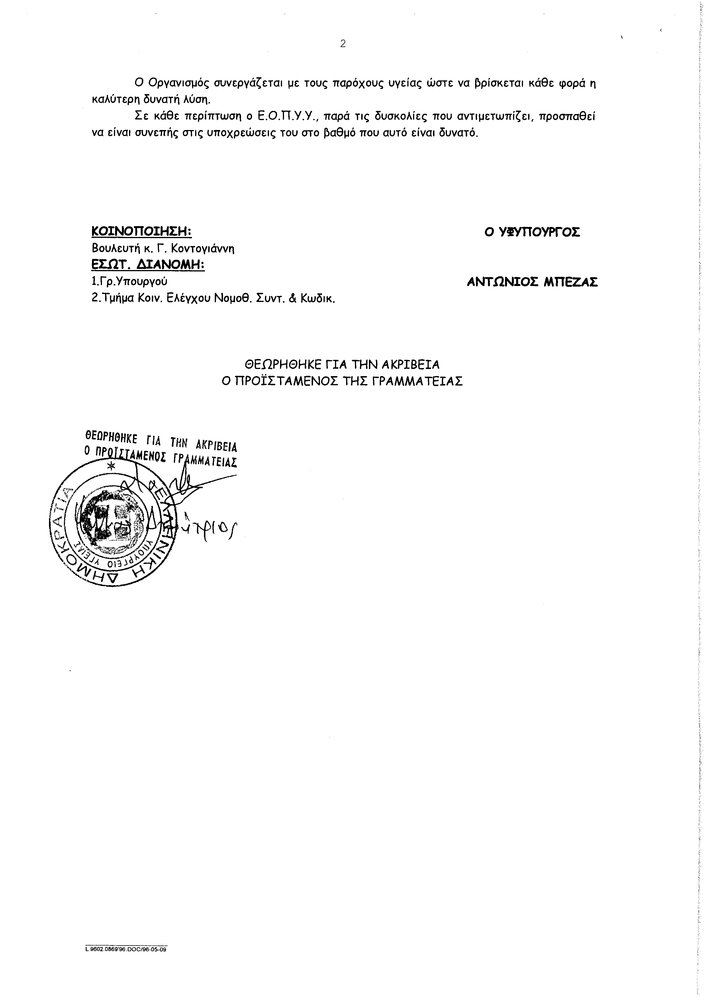 2
Ο Οργανισμός συνεργάζεται με τους παρόχους υγείας ώστε να βρίσκεται κάθε φορά η
καλύτερη δυνατή λύση.
Σε κάθε περίπτωση ο Ε.Ο.Π.Υ.Υ., παρά τις δυσκολίες που αντιμετωπίζει, προσπαθεί
να είναι συνεπής στις υποχρεώσεις του στο βαθμό που αυτό είναι δυνατό.
ΚΟΙΝΟΠΟΙΗΣΗ:
Ο ΥΦΥΠΟΥΡΓΟΣ
Βουλευτή κ. Γ. Κοντογιάννη
ΕΣΩΤ. ΔΙΑΝΟΜΗ:
1.Γρ.Υπουργού
ΑΝΤΩΝΙΟΣ ΜΠΕΖΑΣ
2.Τμήμα Κοιν. Ελέγχου Νομοθ. Συντ. & Κωδικ.
ΘΕΩΡΗΘΗΚΕ ΓΙΑ ΤΗΝ ΑΚΡΙΒΕΙΑ
Ο ΠΡΟΪΣΤΑΜΕΝΟΣ ΤΗΣ ΓΡΑΜΜΑΤΕΙΑΣ
ΘΕΩΡΗΘΗΚΕ ΓΙΑ ΤΗΝ ΑΚΡΙΒΕΙΑ
Ο ΠΡΟΪΣΤΑΜΕΝΟΣ ΓΡΑΜΜΑΤΕΙΑΣ
ΕΛΛΗΝΙΚΗ ΔΗΜΟΚΡΑΤΙΑ
ΥΠΟΥΡΓΕΙΟ ΥΓΕΙΑΣ
Δημήτριος
L.9602.0869'96.DOC/96-05-09